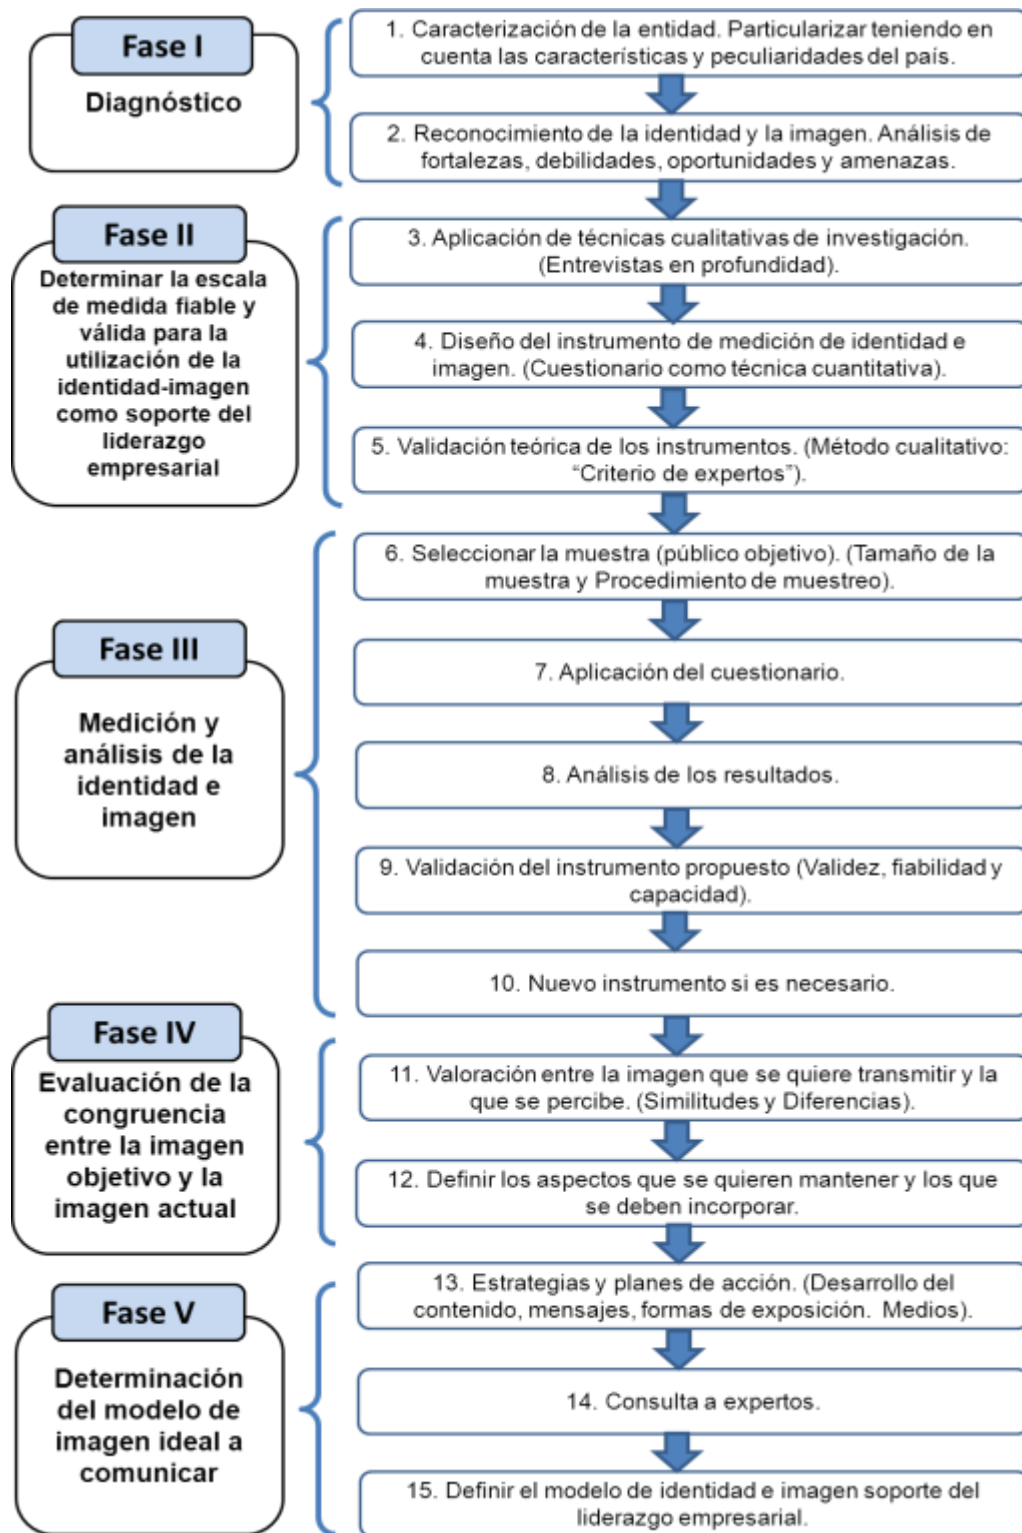 Fase I
Diagnóstico
1. Caracterización de la entidad. Particularizar teniendo en
cuenta las características y peculiaridades del país.
2. Reconocimiento de la identidad y la imagen. Análisis de
fortalezas, debilidades, oportunidades y amenazas.
Fase II
Determinar la escala
de medida fiable y
válida para la
utilización de la
identidad-imagen
como soporte del
liderazgo
empresarial
3. Aplicación de técnicas cualitativas de investigación.
(Entrevistas en profundidad).
4. Diseño del instrumento de medición de identidad e
imagen. (Cuestionario como técnica cuantitativa).
5. Validación teórica de los instrumentos. (Método cualitativo:
“Criterio de expertos”).
Fase III
Medición y
análisis de la
identidad e
imagen
6. Seleccionar la muestra (público objetivo). (Tamaño de la
muestra y Procedimiento de muestreo).
7. Aplicación del cuestionario.
8. Análisis de los resultados.
9. Validación del instrumento propuesto (Validez, fiabilidad y
capacidad).
10. Nuevo instrumento si es necesario.
Fase IV
Evaluación de la
congruencia
entre la imagen
objetivo y la
imagen actual
11. Valoración entre la imagen que se quiere transmitir y la
que se percibe. (Similitudes y Diferencias).
12. Definir los aspectos que se quieren mantener y los que
se deben incorporar.
Fase V
Determinación
del modelo de
imagen ideal a
comunicar
13. Estrategias y planes de acción. (Desarrollo del
contenido, mensajes, formas de exposición. Medios).
14. Consulta a expertos.
15. Definir el modelo de identidad e imagen soporte del
liderazgo empresarial.